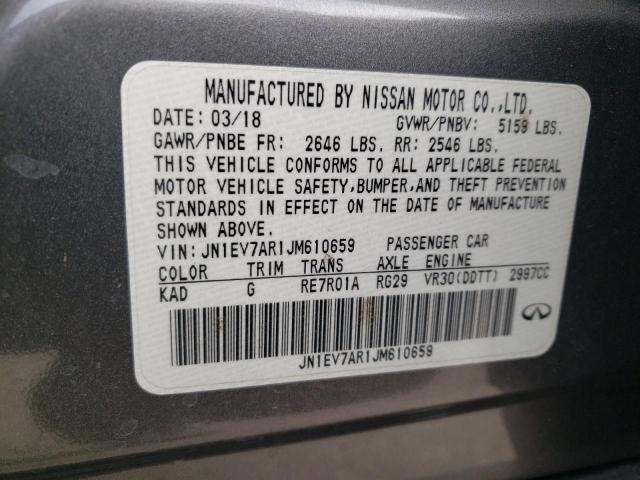 MANUFACTURED BY NISSAN MOTOR CO.,LTD.
DATE: 03/18 GVWR/PNBV: 5159 LBS.
GAWR/PNBE FR: 2646 LBS. RR: 2546 LBS.
THIS VEHICLE CONFORMS TO ALL APPLICABLE FEDERAL
MOTOR VEHICLE SAFETY,BUMPER,AND THEFT PREVENTION
STANDARDS IN EFFECT ON THE DATE OF MANUFACTURE
SHOWN ABOVE.
VIN: JN1EV7AR1JM610659 PASSENGER CAR
COLOR TRIM TRANS AXLE ENGINE
KAD G RE7R01A RG29 VR30(DDTT) 2997CC
JN1EV7AR1JM610659